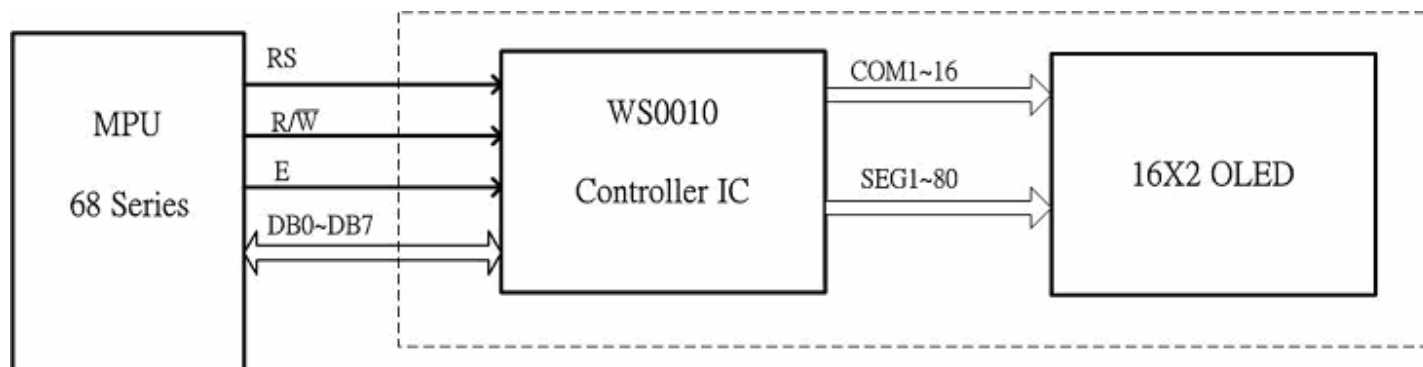 MPU
68 Series
RS
R/W̅
E
DB0~DB7
WS0010
Controller IC
COM1~16
SEG1~80
16X2 OLED